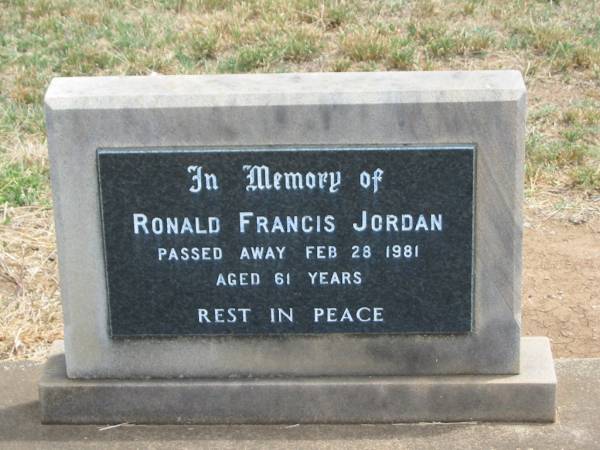 In Memory of
RONALD FRANCIS JORDAN
PASSED AWAY FEB 28 1981
AGED 61 YEARS
REST IN PEACE